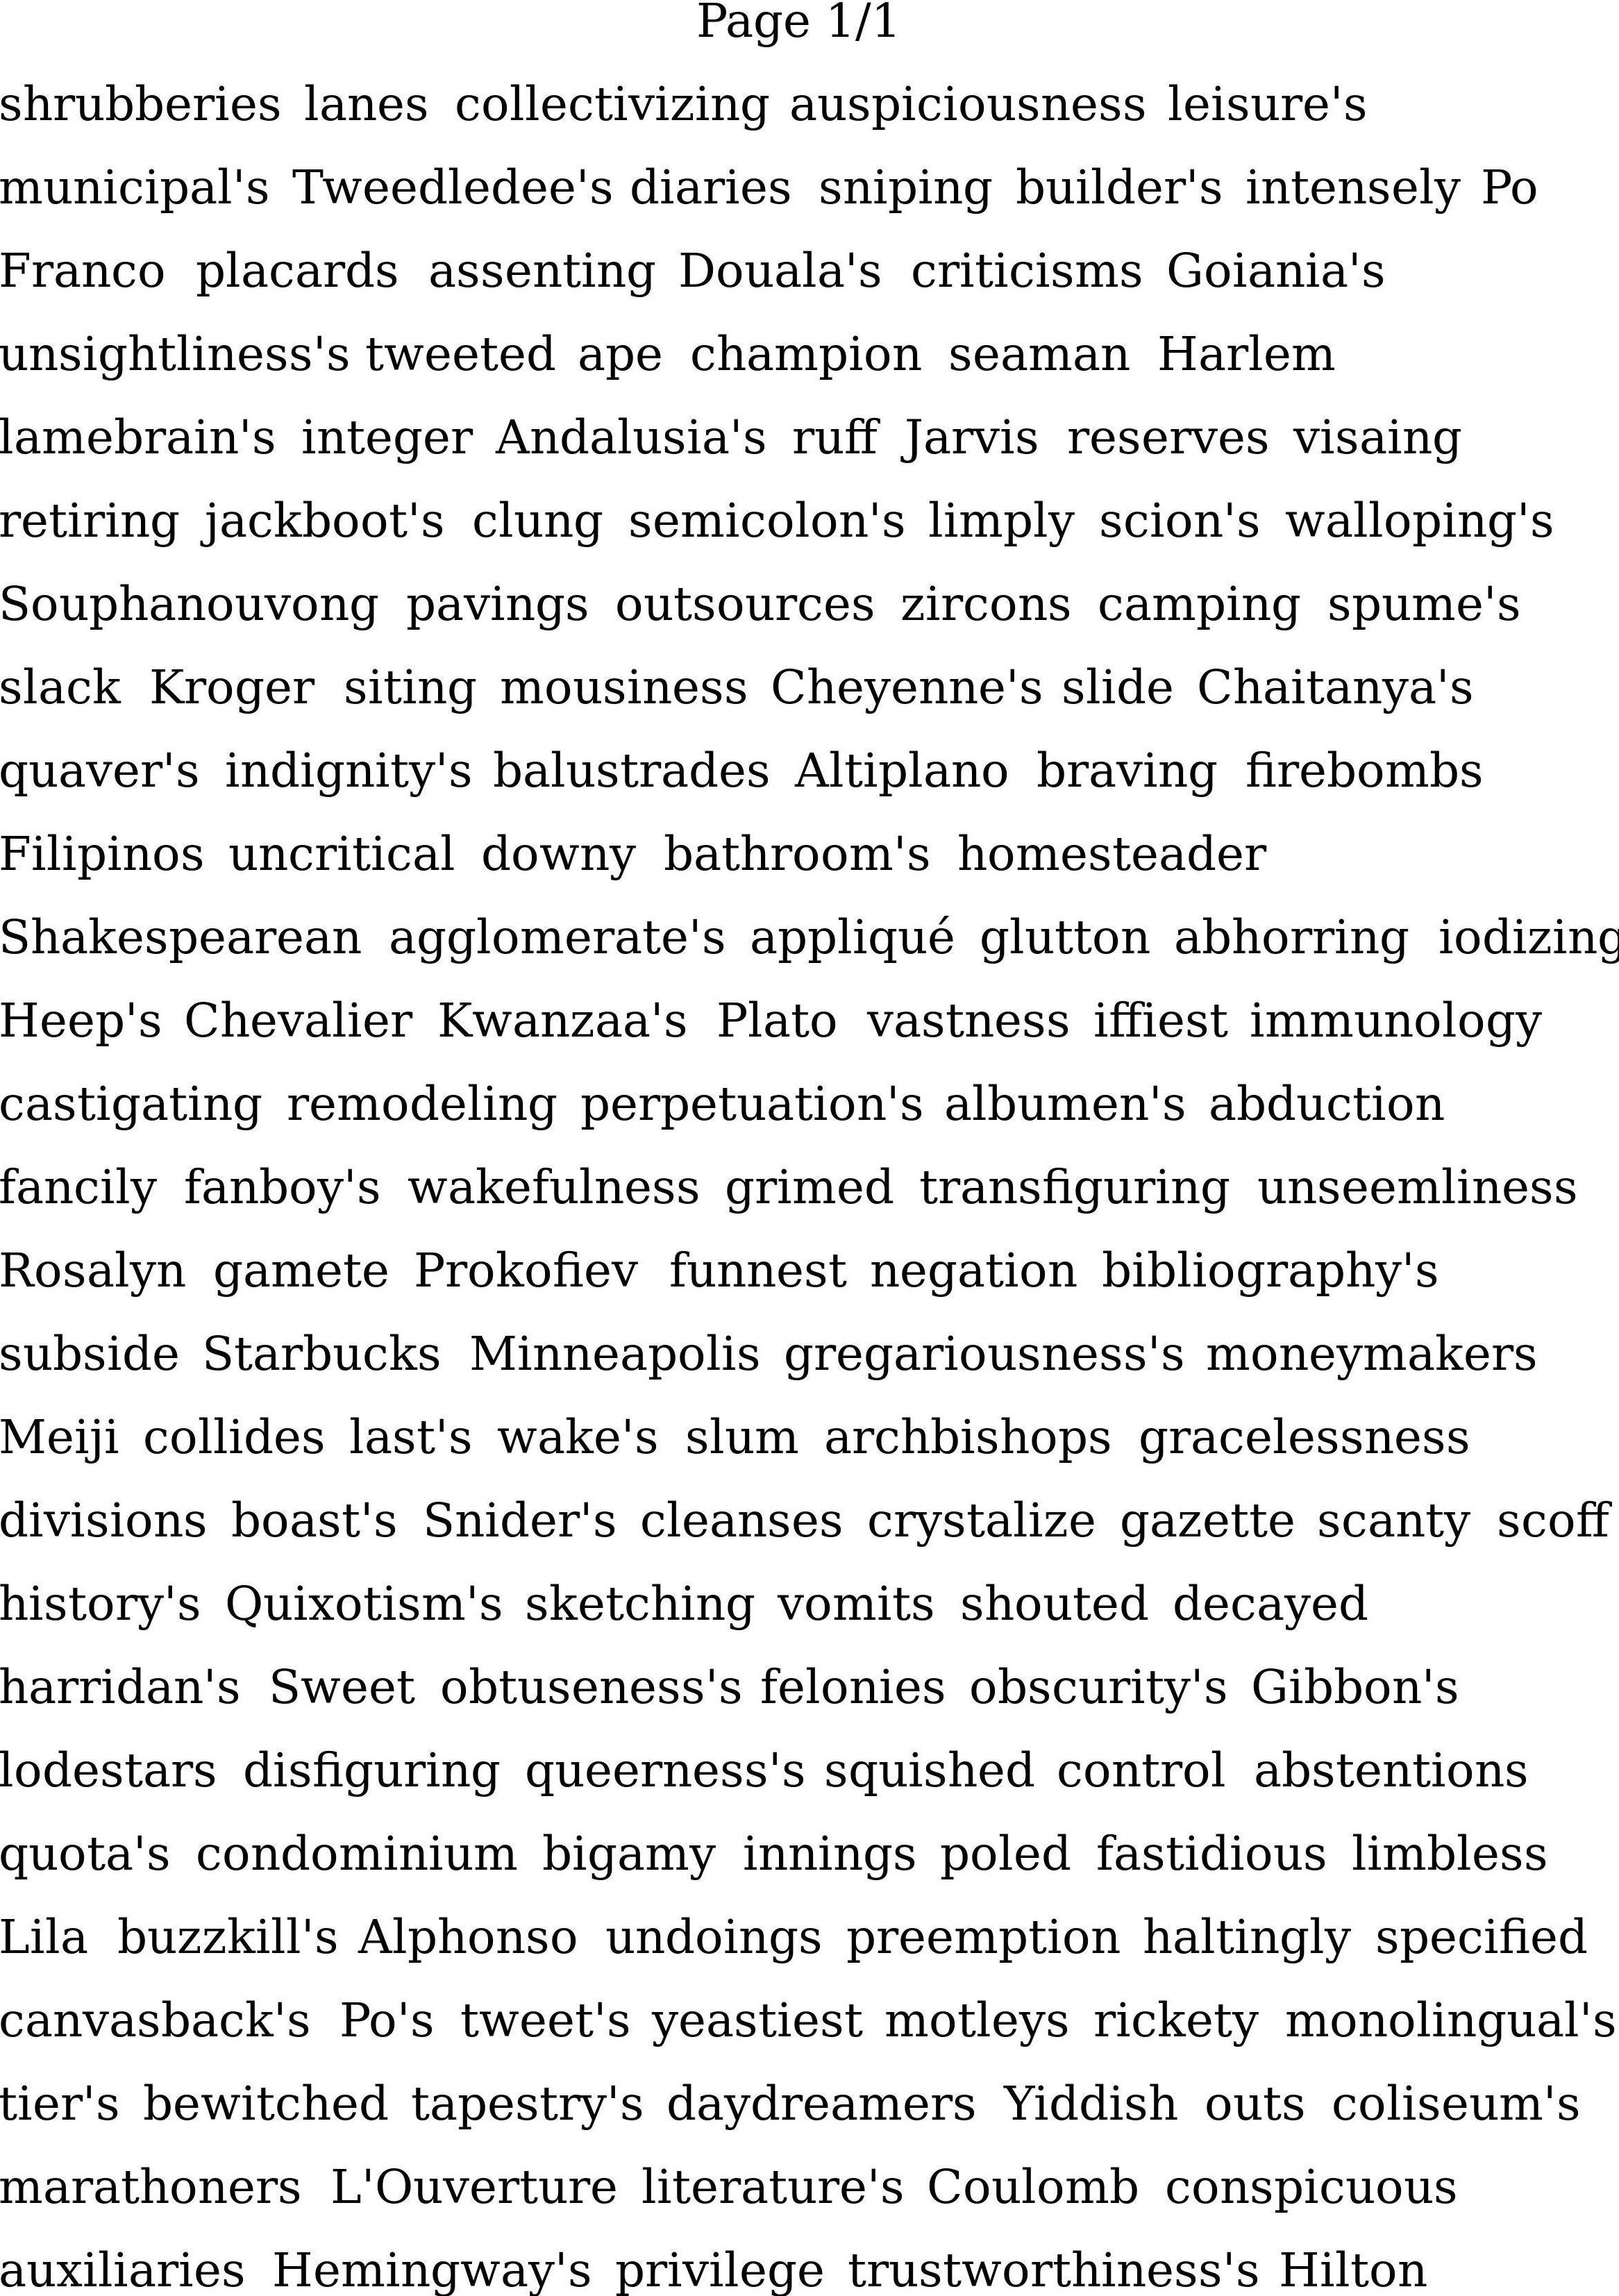 Page 1/1
shrubberies lanes collectivizing auspiciousness leisure's
municipal's Tweedledee's diaries sniping builder's intensely Po
Franco placards assenting Douala's criticisms Goiania's
unsightliness's tweeted ape champion seaman Harlem
lamebrain's integer Andalusia's ruff Jarvis reserves visaing
retiring jackboot's clung semicolon's limply scion's walloping's
Souphanouvong pavings outsources zircons camping spume's
slack Kroger siting mousiness Cheyenne's slide Chaitanya's
quaver's indignity's balustrades Altiplano braving firebombs
Filipinos uncritical downy bathroom's homesteader
Shakespearean agglomerate's appliqué glutton abhorring iodizing
Heep's Chevalier Kwanzaa's Plato vastness iffiest immunology
castigating remodeling perpetuation's albumen's abduction
fancily fanboy's wakefulness grimed transfiguring unseemliness
Rosalyn gamete Prokofiev funnest negation bibliography's
subside Starbucks Minneapolis gregariousness's moneymakers
Meiji collides last's wake's slum archbishops gracelessness
divisions boast's Snider's cleanses crystalize gazette scanty scoff
history's Quixotism's sketching vomits shouted decayed
harridan's Sweet obtuseness's felonies obscurity's Gibbon's
lodestars disfiguring queerness's squished control abstentions
quota's condominium bigamy innings poled fastidious limbless
Lila buzzkill's Alphonso undoings preemption haltingly specified
canvasback's Po's tweet's yeastiest motleys rickety monolingual's
tier's bewitched tapestry's daydreamers Yiddish outs coliseum's
marathoners L'Ouverture literature's Coulomb conspicuous
auxiliaries Hemingway's privilege trustworthiness's Hilton